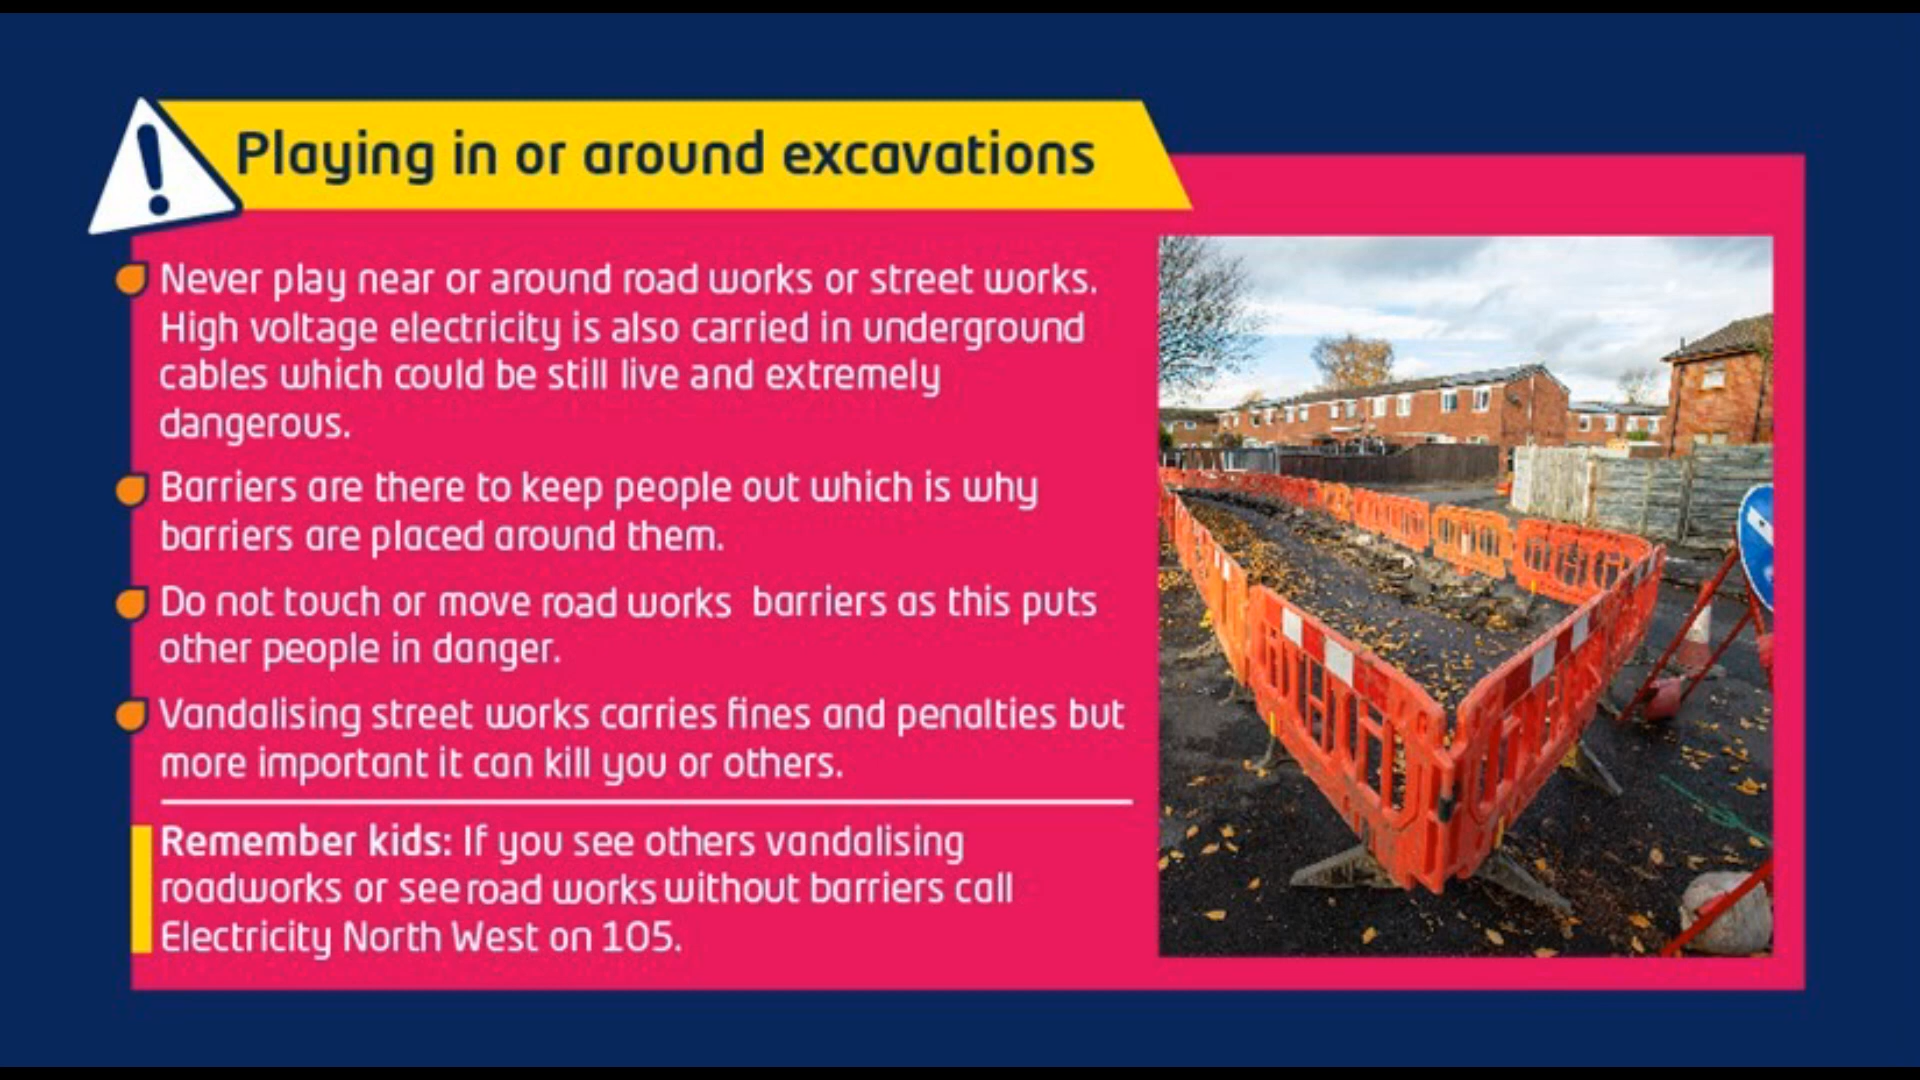 Playing in or around excavations
Never play near or around road works or street works.
High voltage electricity is also carried in underground
cables which could be still live and extremely
dangerous.
Barriers are there to keep people out which is why
barriers are placed around them.
Do not touch or move road works barriers as this puts
other people in danger.
Vandalising street works carries fines and penalties but
more important it can kill you or others.
Remember kids: If you see others vandalising
roadworks or see road works without barriers call
Electricity North West on 105.